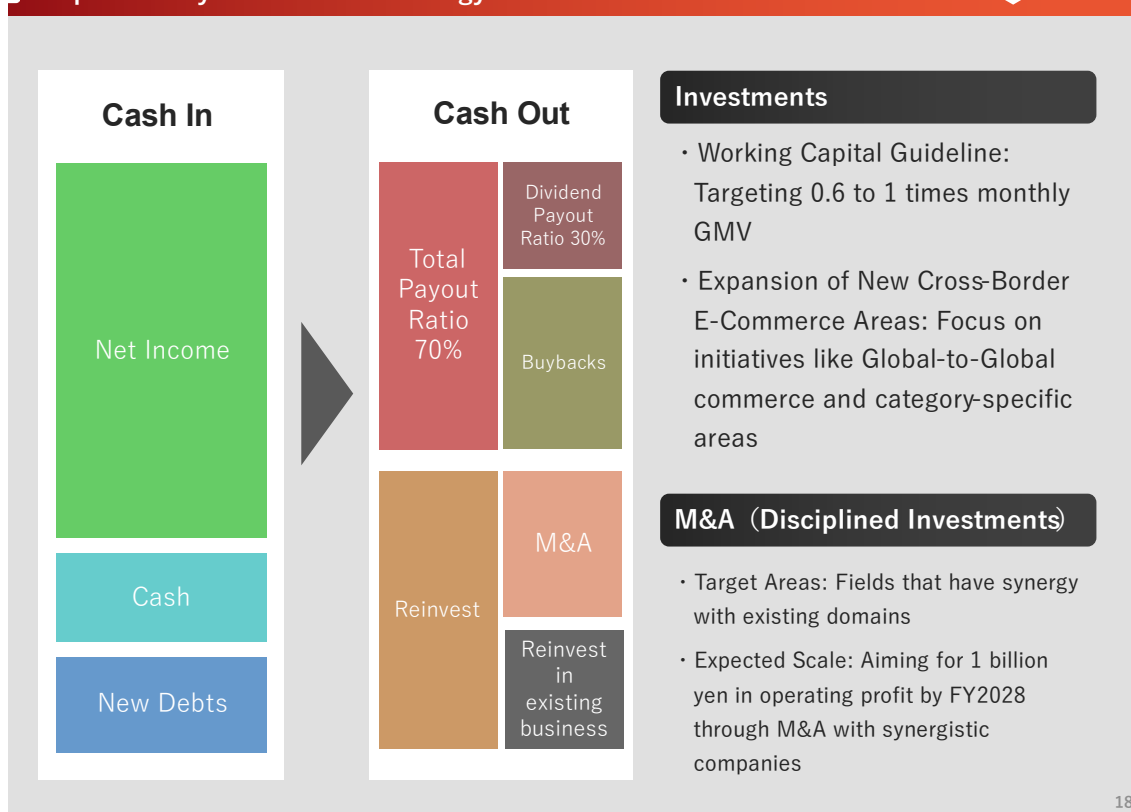 Cash In
Net Income
Cash
New Debts
Cash Out
Total
Payout
Ratio
70%
Dividend
Payout
Ratio 30%
Buybacks
Reinvest
M&A
Reinvest
in
existing
business
Investments
・Working Capital Guideline:
Targeting 0.6 to 1 times monthly
GMV
・Expansion of New Cross-Border
E-Commerce Areas: Focus on
initiatives like Global-to-Global
commerce and category-specific
areas
M&A（Disciplined Investments）
・Target Areas: Fields that have synergy
with existing domains
・Expected Scale: Aiming for 1 billion
yen in operating profit by FY2028
through M&A with synergistic
companies
18